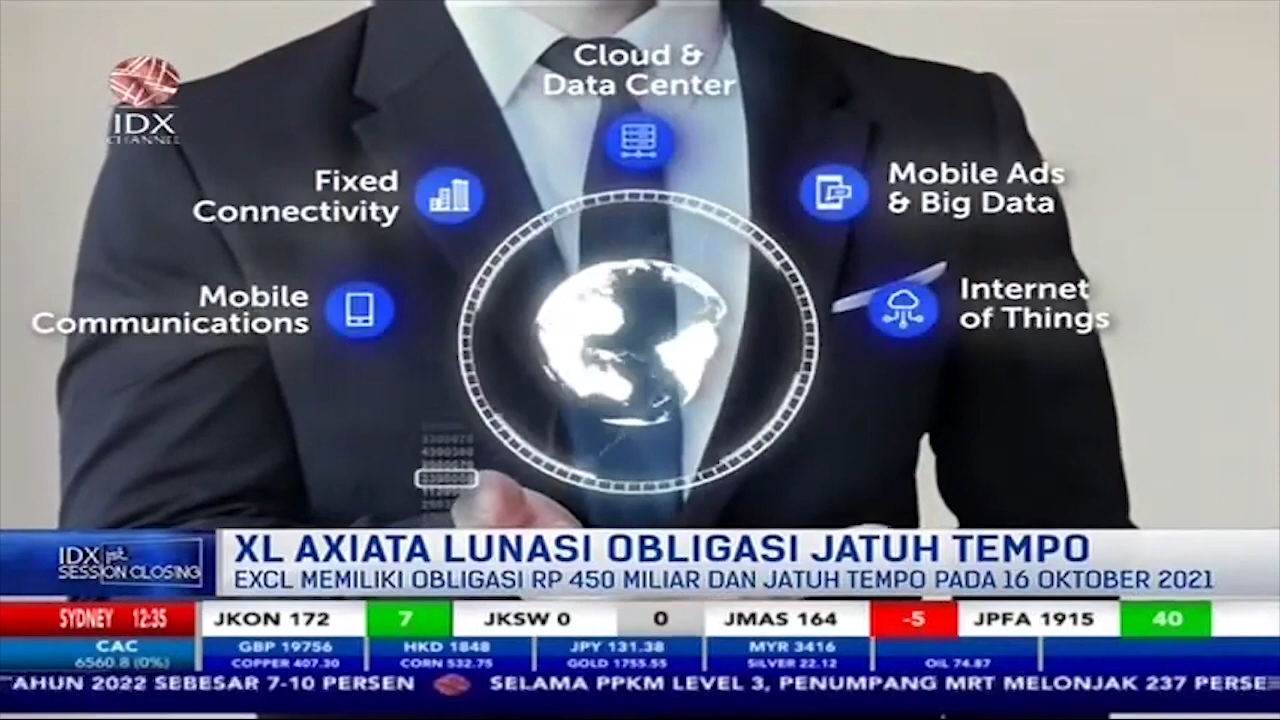 IDX
CHANNEL
Cloud &
Data Center
Fixed
Connectivity
Mobile Ads
& Big Data
Mobile
Communications
Internet
of Things
IDX 1st
SESSION CLOSING
XL AXIATA LUNASI OBLIGASI JATUH TEMPO
EXCL MEMILIKI OBLIGASI RP 450 MILIAR DAN JATUH TEMPO PADA 16 OKTOBER 2021
SYDNEY 12:35 JKON 172 7 JKSW 0 0 JMAS 164 -5 JPFA 1915 40
CAC GBP 19756 HKD 1848 JPY 131.38 MYR 3416
6560.8 (0%) COPPER 407.30 CORN 532.75 GOLD 1755.55 SILVER 22.12 OIL 74.87
AHUN 2022 SEBESAR 7-10 PERSEN SELAMA PPKM LEVEL 3, PENUMPANG MRT MELONJAK 237 PERSE